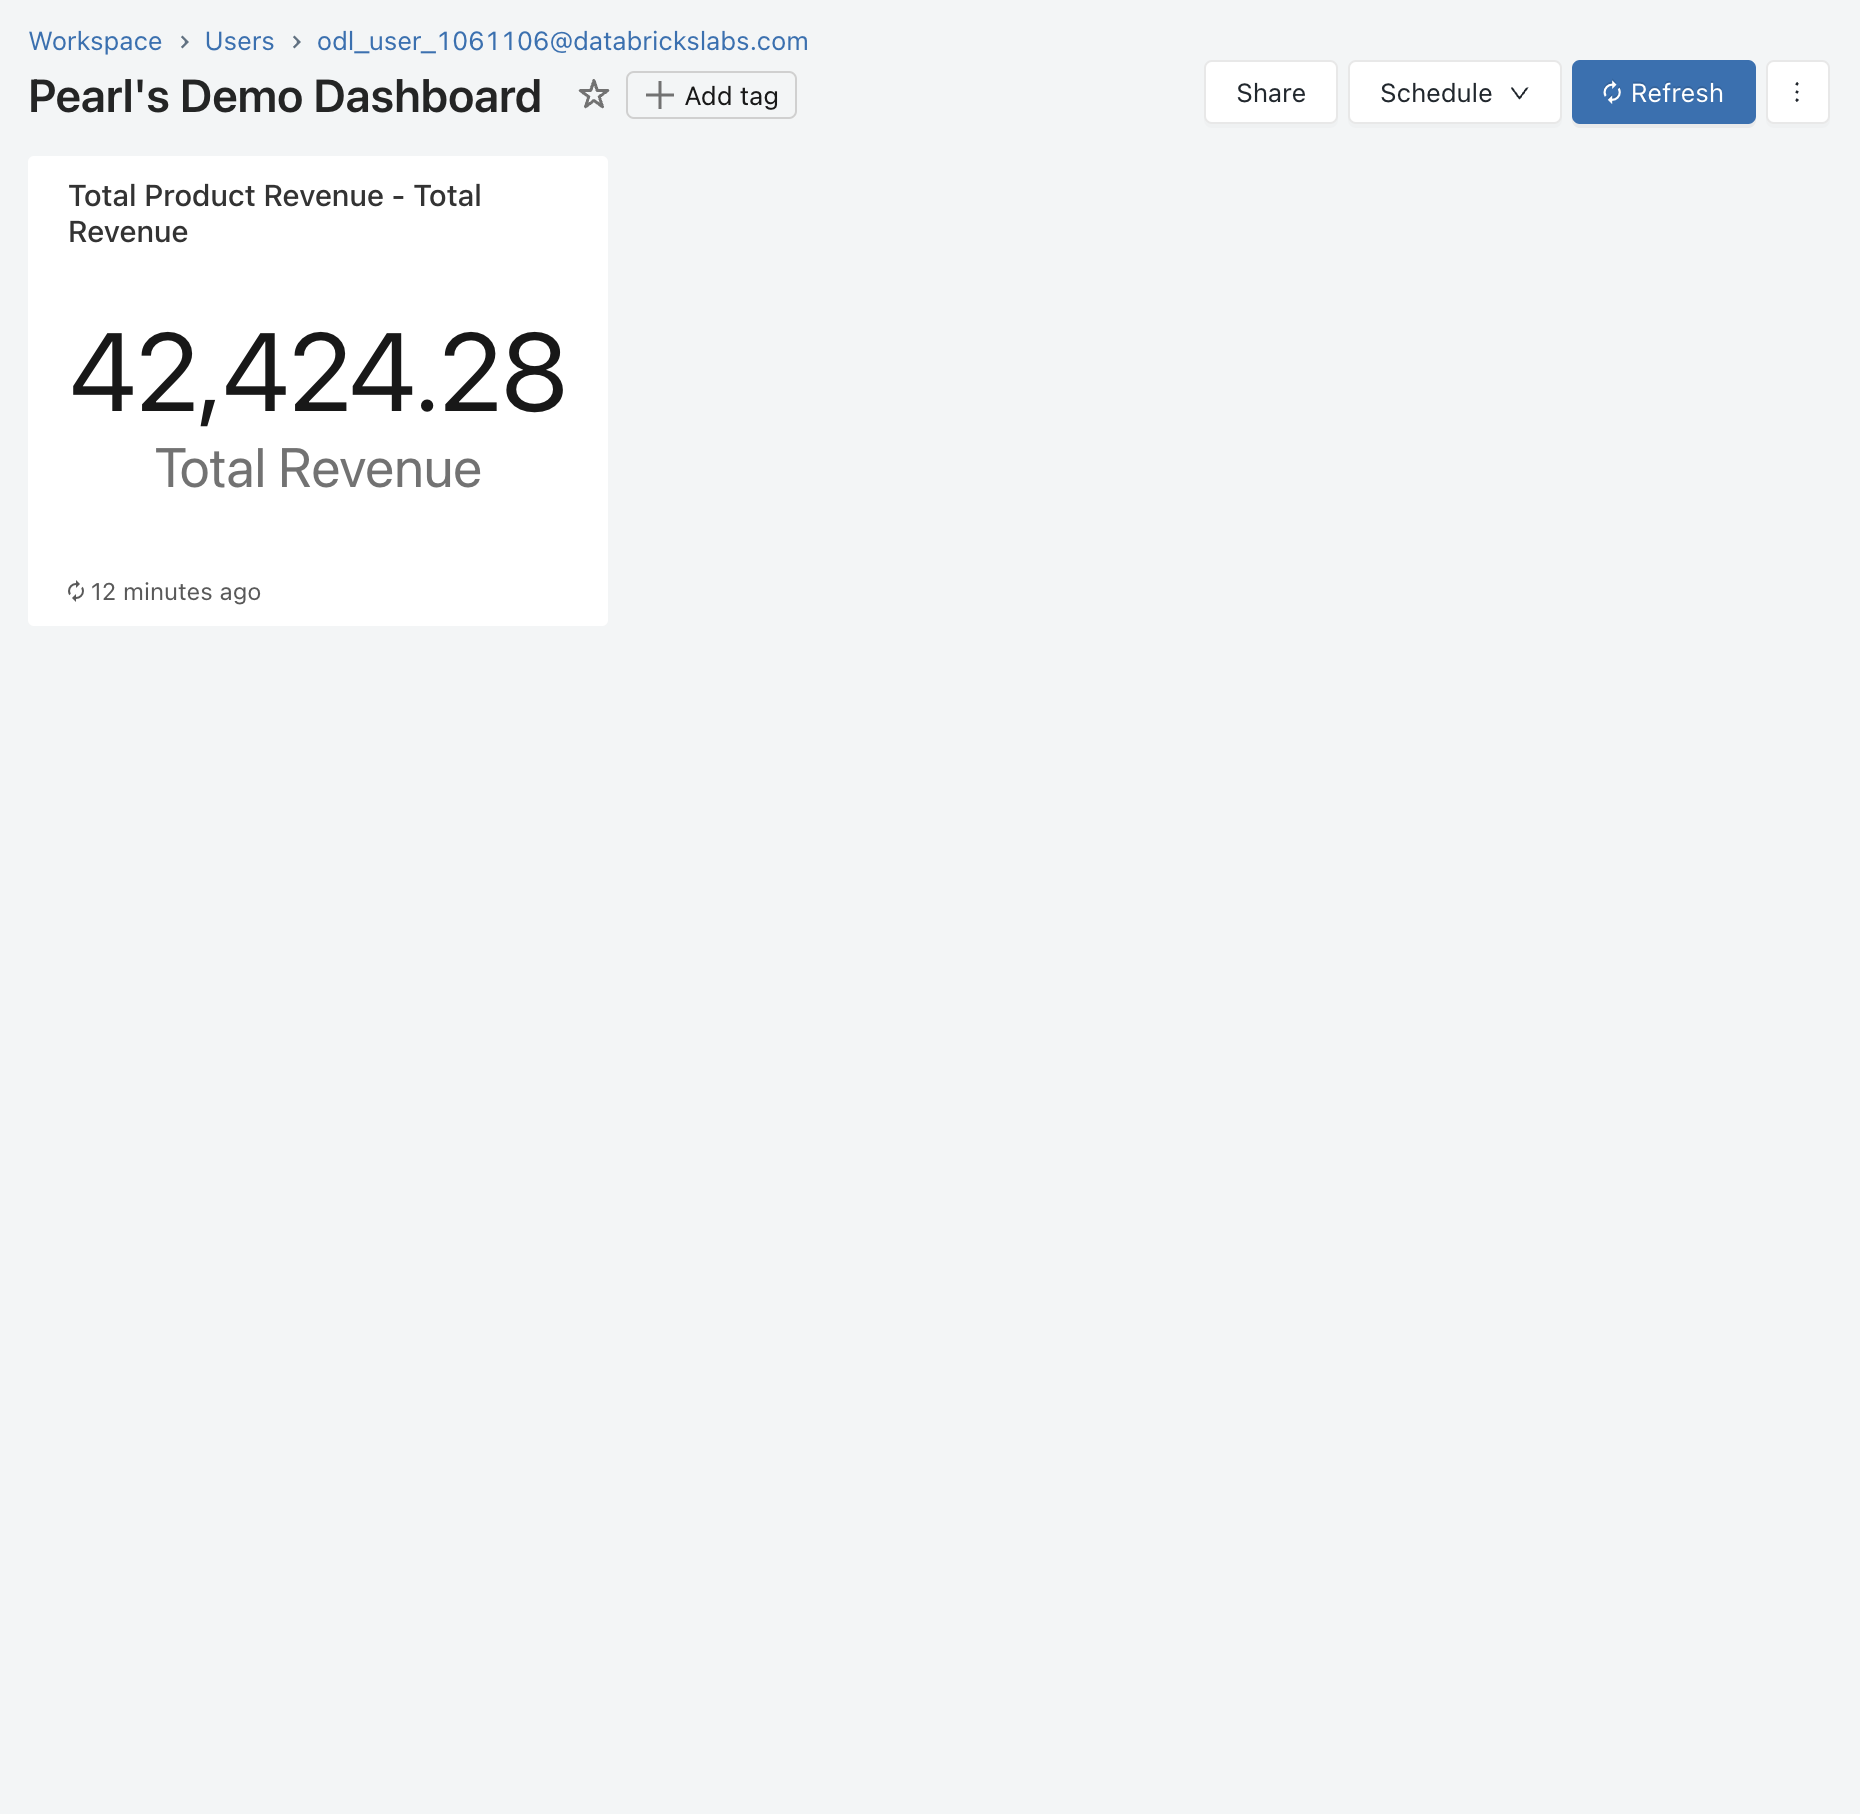 Workspace > Users > odl_user_1061106@databrickslabs.com
Pearl's Demo Dashboard
Add tag
Share
Schedule
Refresh
Total Product Revenue - Total
Revenue
42,424.28
Total Revenue
12 minutes ago